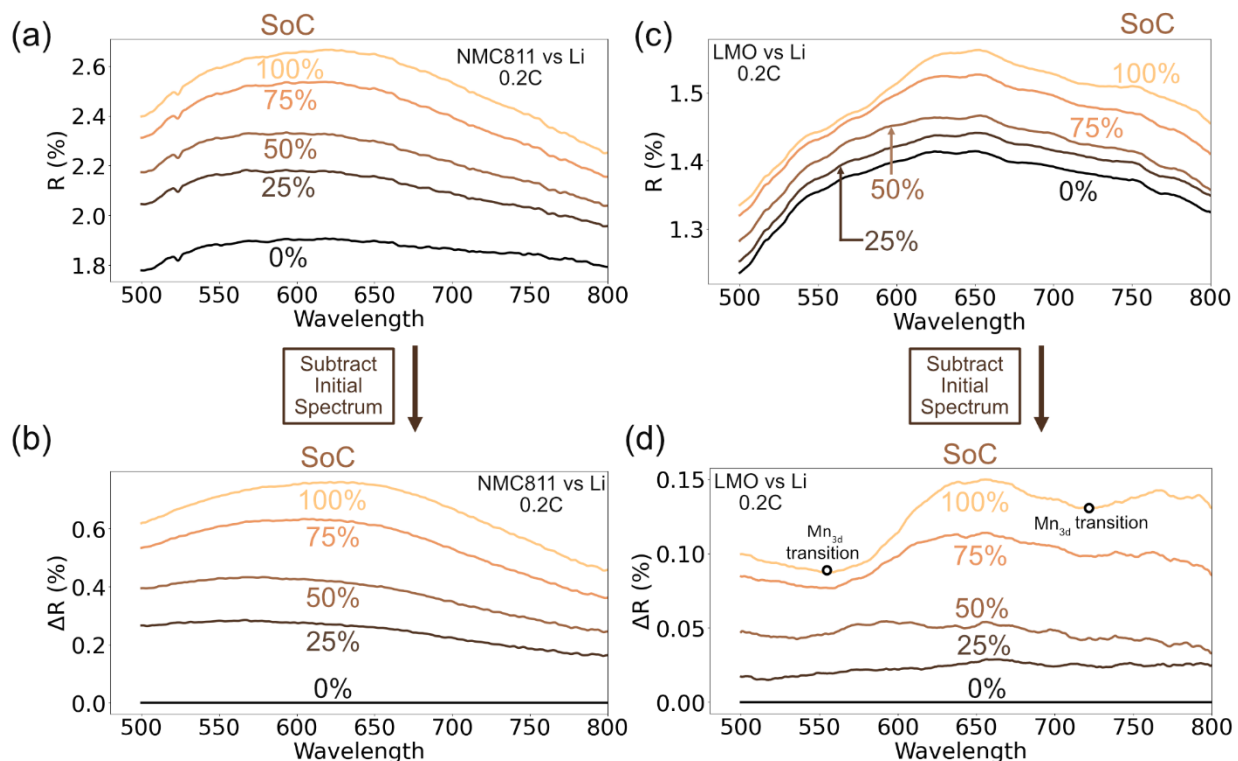 (a)
SoC
NMC811 vs Li
0.2C
100%
75%
50%
25%
0%
R (%)
2.6
2.4
2.2
2.0
1.8
500 550 600 650 700 750 800
Wavelength
(c)
SoC
LMO vs Li
0.2C
100%
75%
50%
25%
0%
R (%)
1.5
1.4
1.3
500 550 600 650 700 750 800
Wavelength
Subtract
Initial
Spectrum
Subtract
Initial
Spectrum
(b)
SoC
NMC811 vs Li
0.2C
100%
75%
50%
25%
0%
ΔR (%)
0.6
0.4
0.2
0.0
500 550 600 650 700 750 800
Wavelength
(d)
SoC
LMO vs Li
0.2C
100%
Mn3d
transition
Mn3d transition
75%
50%
25%
0%
ΔR (%)
0.15
0.10
0.05
0.00
500 550 600 650 700 750 800
Wavelength